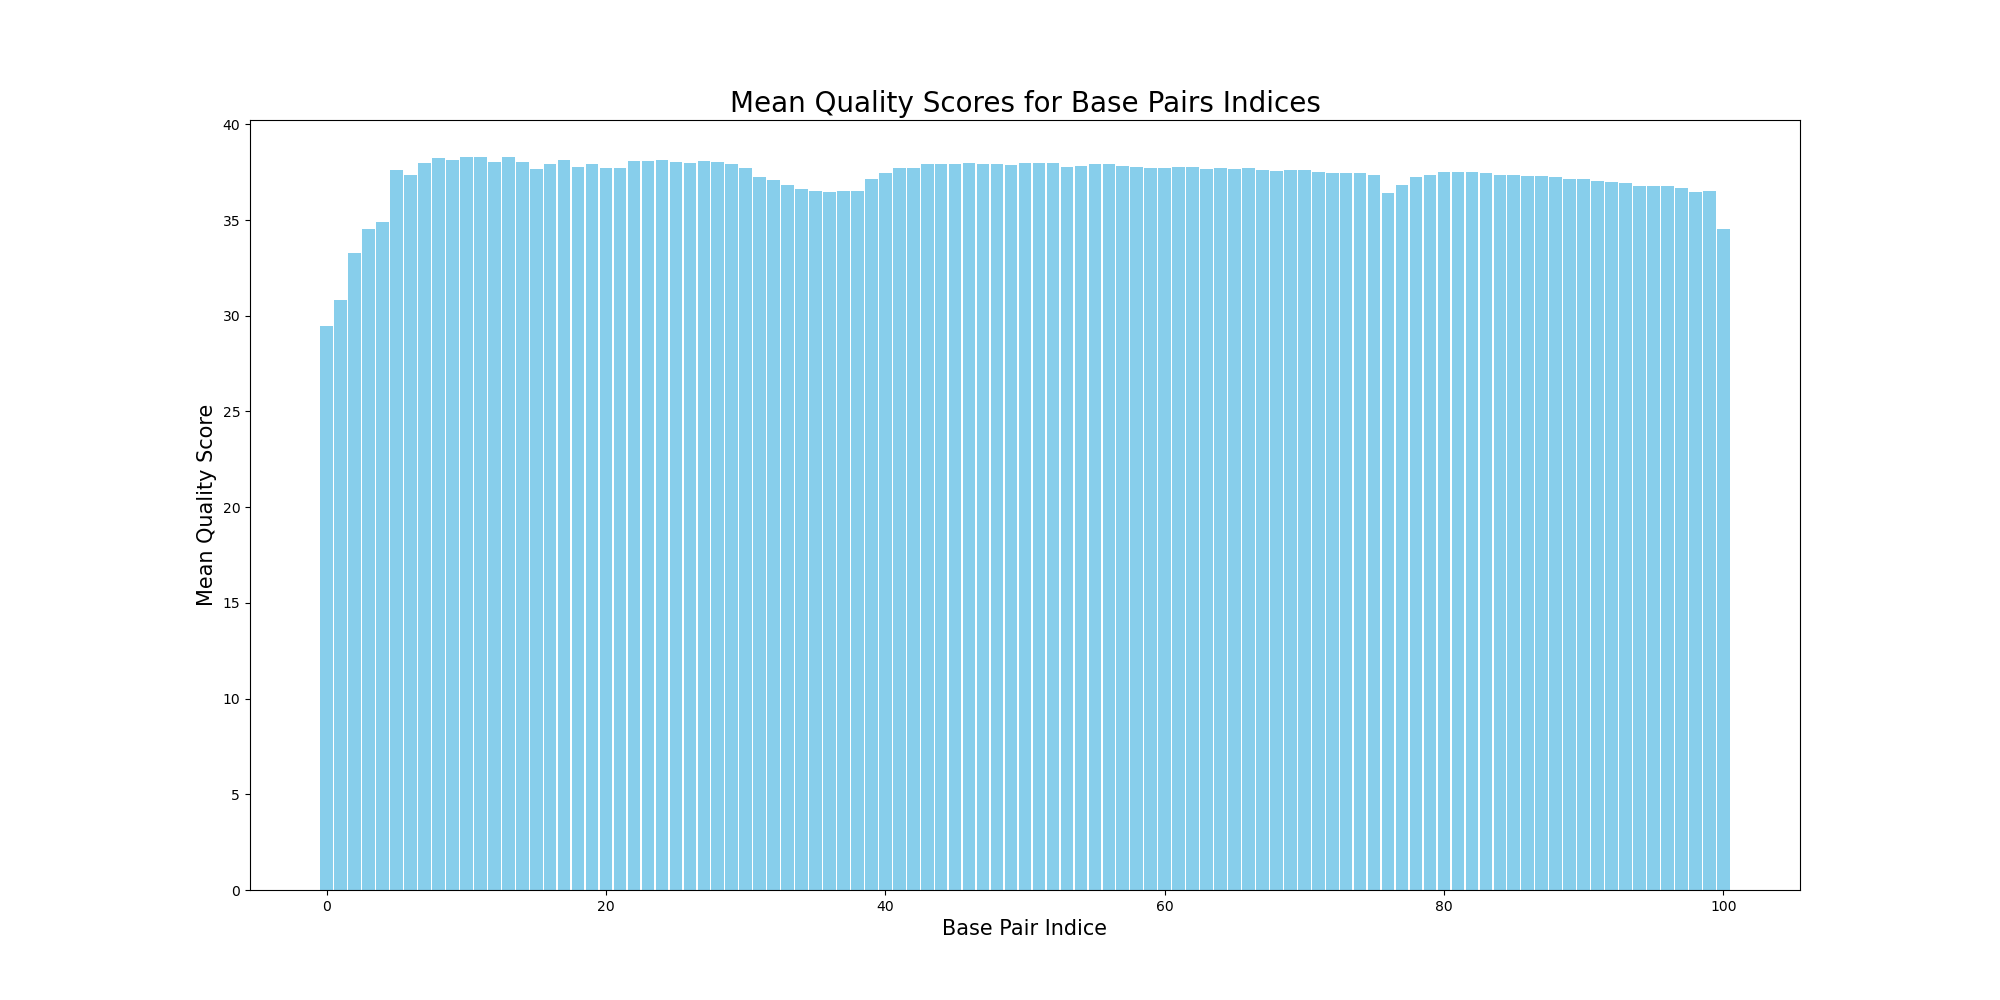 Mean Quality Scores for Base Pairs Indices
40
35
30
25
20
15
10
5
0
Mean Quality Score
0 20 40 60 80 100
Base Pair Indice